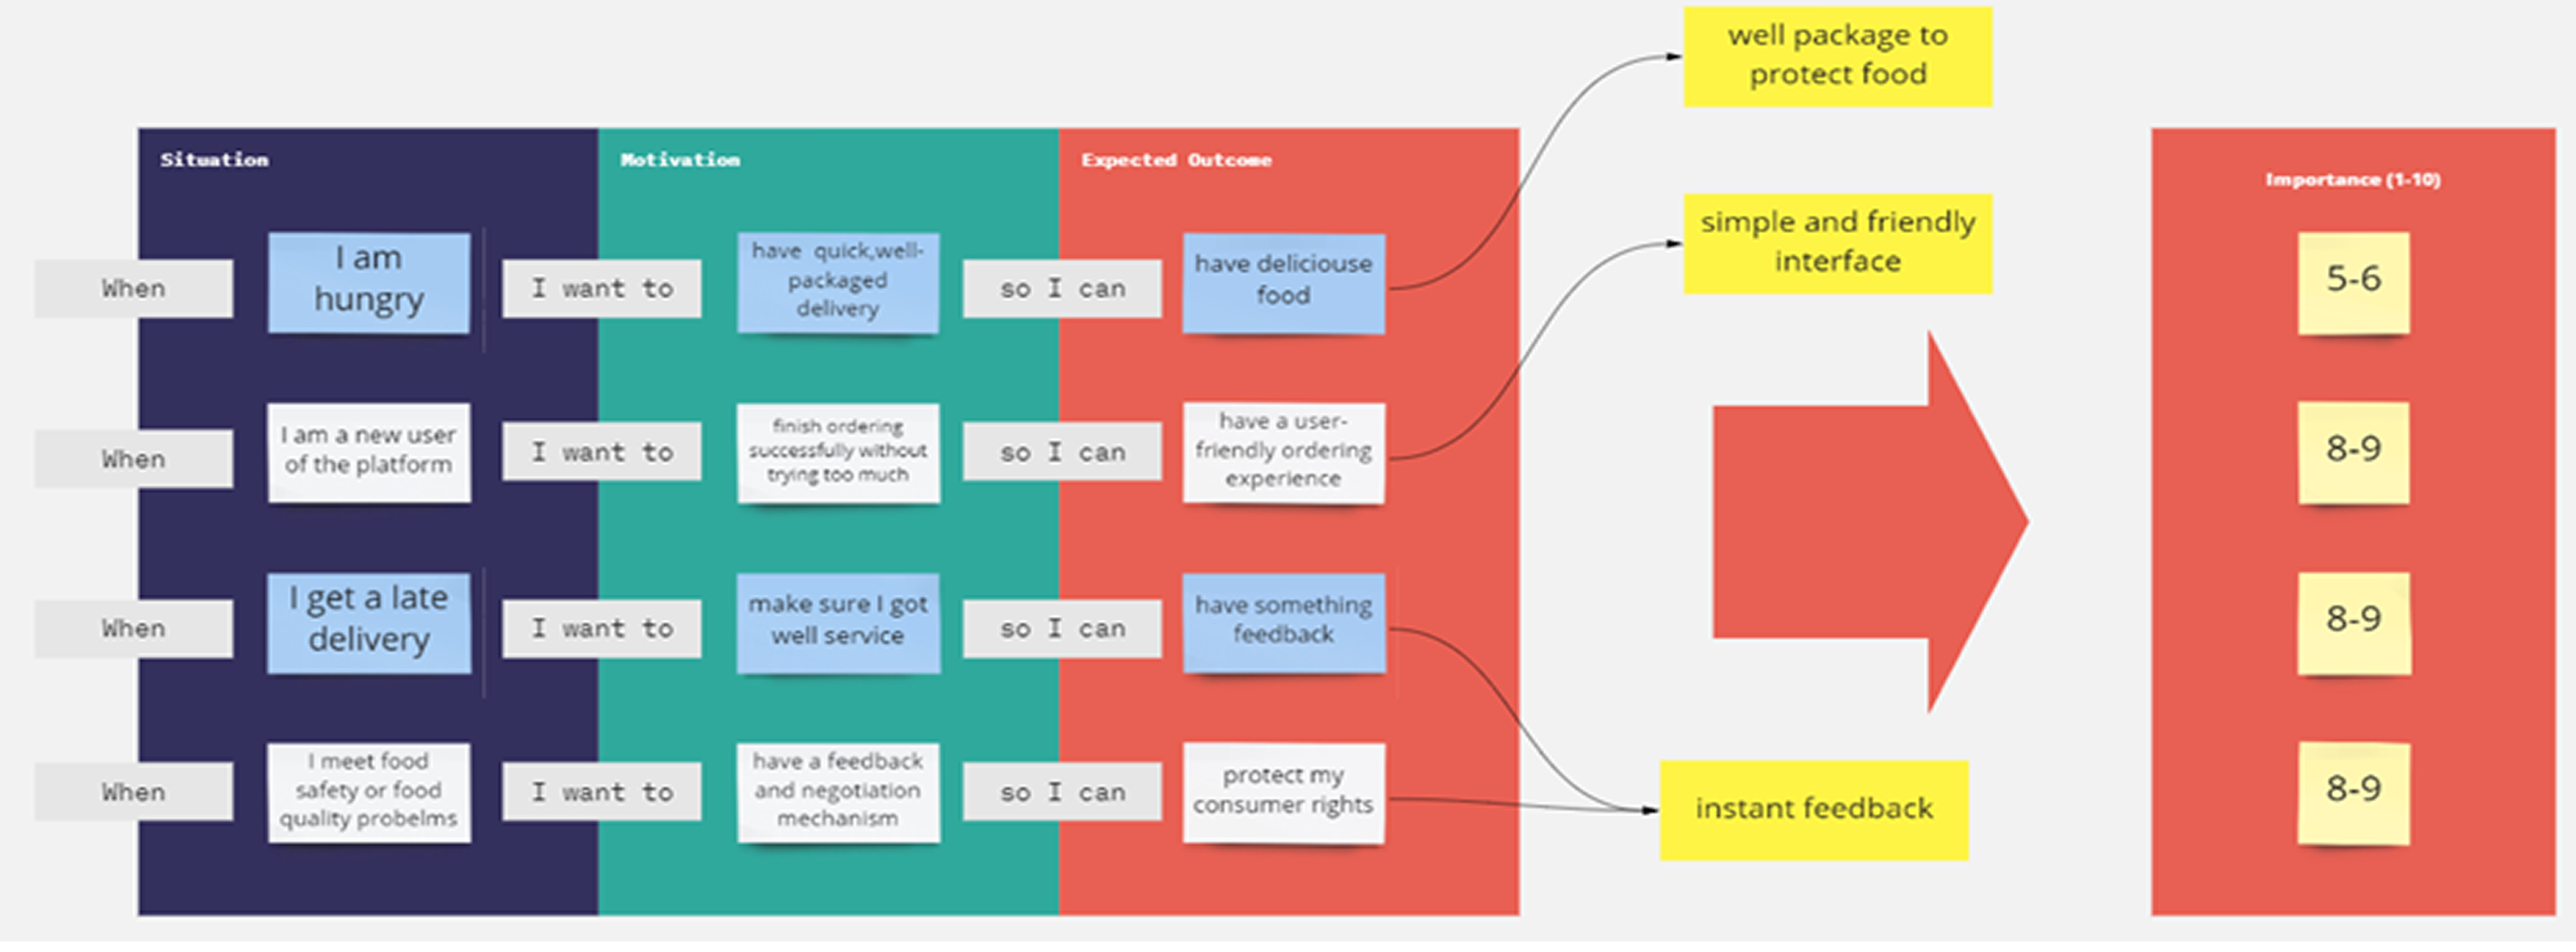 well package to
protect food
simple and friendly
interface
Situation
Motivation
Expected Outcome
Importance (1-10)
When
I am
hungry
I want to
have quick,well-
packaged
delivery
so I can
have deliciouse
food
5-6
When
I am a new user
of the platform
I want to
finish ordering
successfully without
trying too much
so I can
have a user-
friendly ordering
experience
8-9
When
I get a late
delivery
I want to
make sure I got
well service
so I can
have something
feedback
8-9
When
I meet food
safety or food
quality probelms
I want to
have a feedback
and negotiation
mechanism
so I can
protect my
consumer rights
instant feedback
8-9